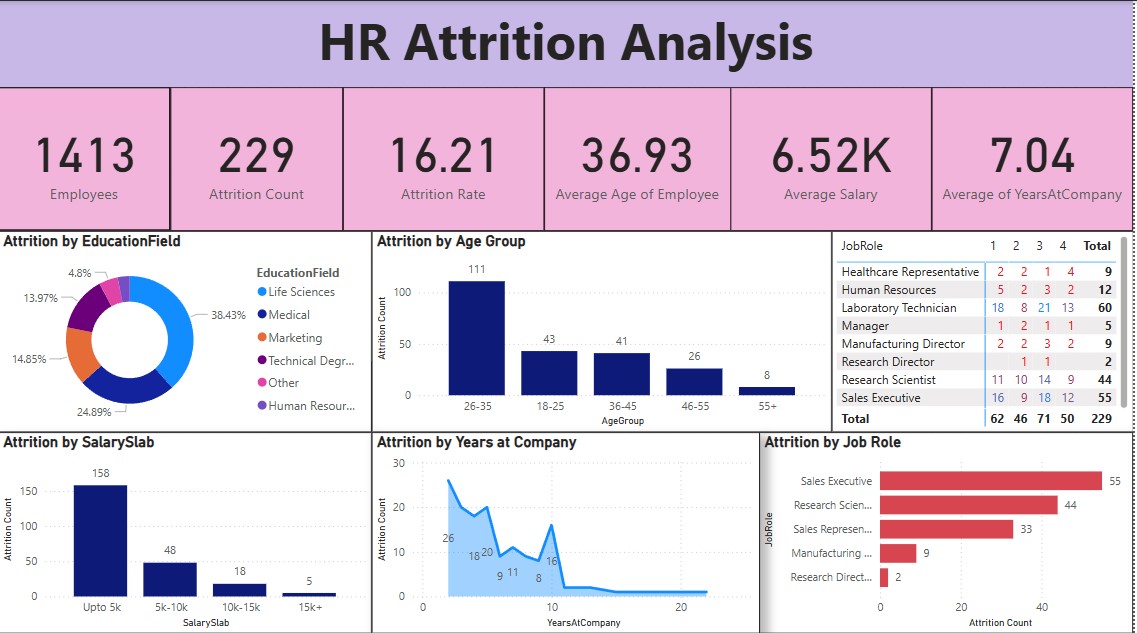 HR Attrition Analysis
1413
Employees
229
Attrition Count
16.21
Attrition Rate
36.93
Average Age of Employee
6.52K
Average Salary
7.04
Average of YearsAtCompany
Attrition by EducationField
4.8%
13.97%
14.85%
24.89%
38.43%
EducationField
Life Sciences
Medical
Marketing
Technical Degr...
Other
Human Resour...
Attrition by Age Group
Attrition Count
100
50
0
111
43
41
26
8
26-35 18-25 36-45 46-55 55+
AgeGroup
JobRole 1 2 3 4 Total
Healthcare Representative 2 2 1 4 9
Human Resources 5 2 3 2 12
Laboratory Technician 18 8 21 13 60
Manager 1 2 1 1 5
Manufacturing Director 2 2 3 2 9
Research Director 1 1 2
Research Scientist 11 10 14 9 44
Sales Executive 16 9 18 12 55
Total 62 46 71 50 229
Attrition by SalarySlab
Attrition Count
150
100
50
0
158
48
18
5
Upto 5k 5k-10k 10k-15k 15k+
SalarySlab
Attrition by Years at Company
Attrition Count
30
20
10
0
26
18
20
9
11
8
16
0 10 20
YearsAtCompany
Attrition by Job Role
JobRole
Sales Executive 55
Research Scien... 44
Sales Represen... 33
Manufacturing ... 9
Research Direct... 2
0 20 40
Attrition Count